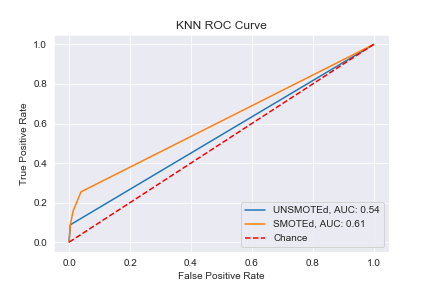 KNN ROC Curve
True Positive Rate
1.0
0.8
0.6
0.4
0.2
0.0
0.0 0.2 0.4 0.6 0.8 1.0
False Positive Rate
UNSMOTEd, AUC: 0.54
SMOTEd, AUC: 0.61
Chance